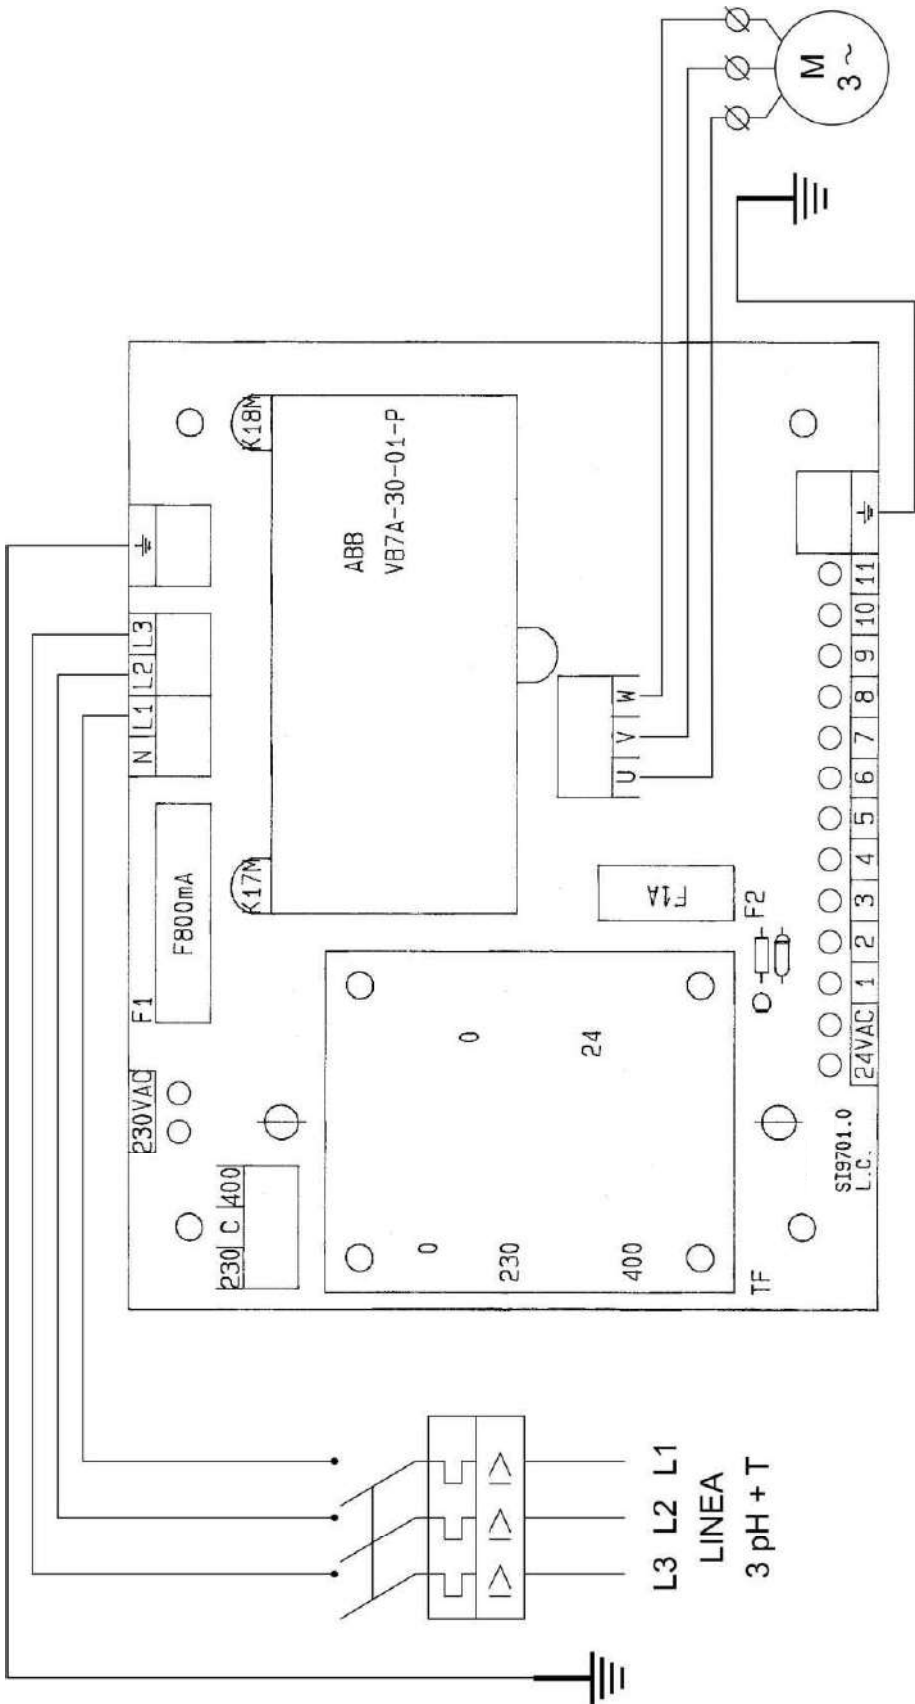 M
3 ~
K18M
ABB
VB7A-30-01-P
K17M
N L1 L2 L3
F1
F800mA
230VAC
230 C 400
U V W
F1A
F2
0
24
0
230
400
TF
SI9701.0
L.C.
24VAC 1 2 3 4 5 6 7 8 9 10 11
I> I> I>
L3 L2 L1
LINEA
3 pH + T